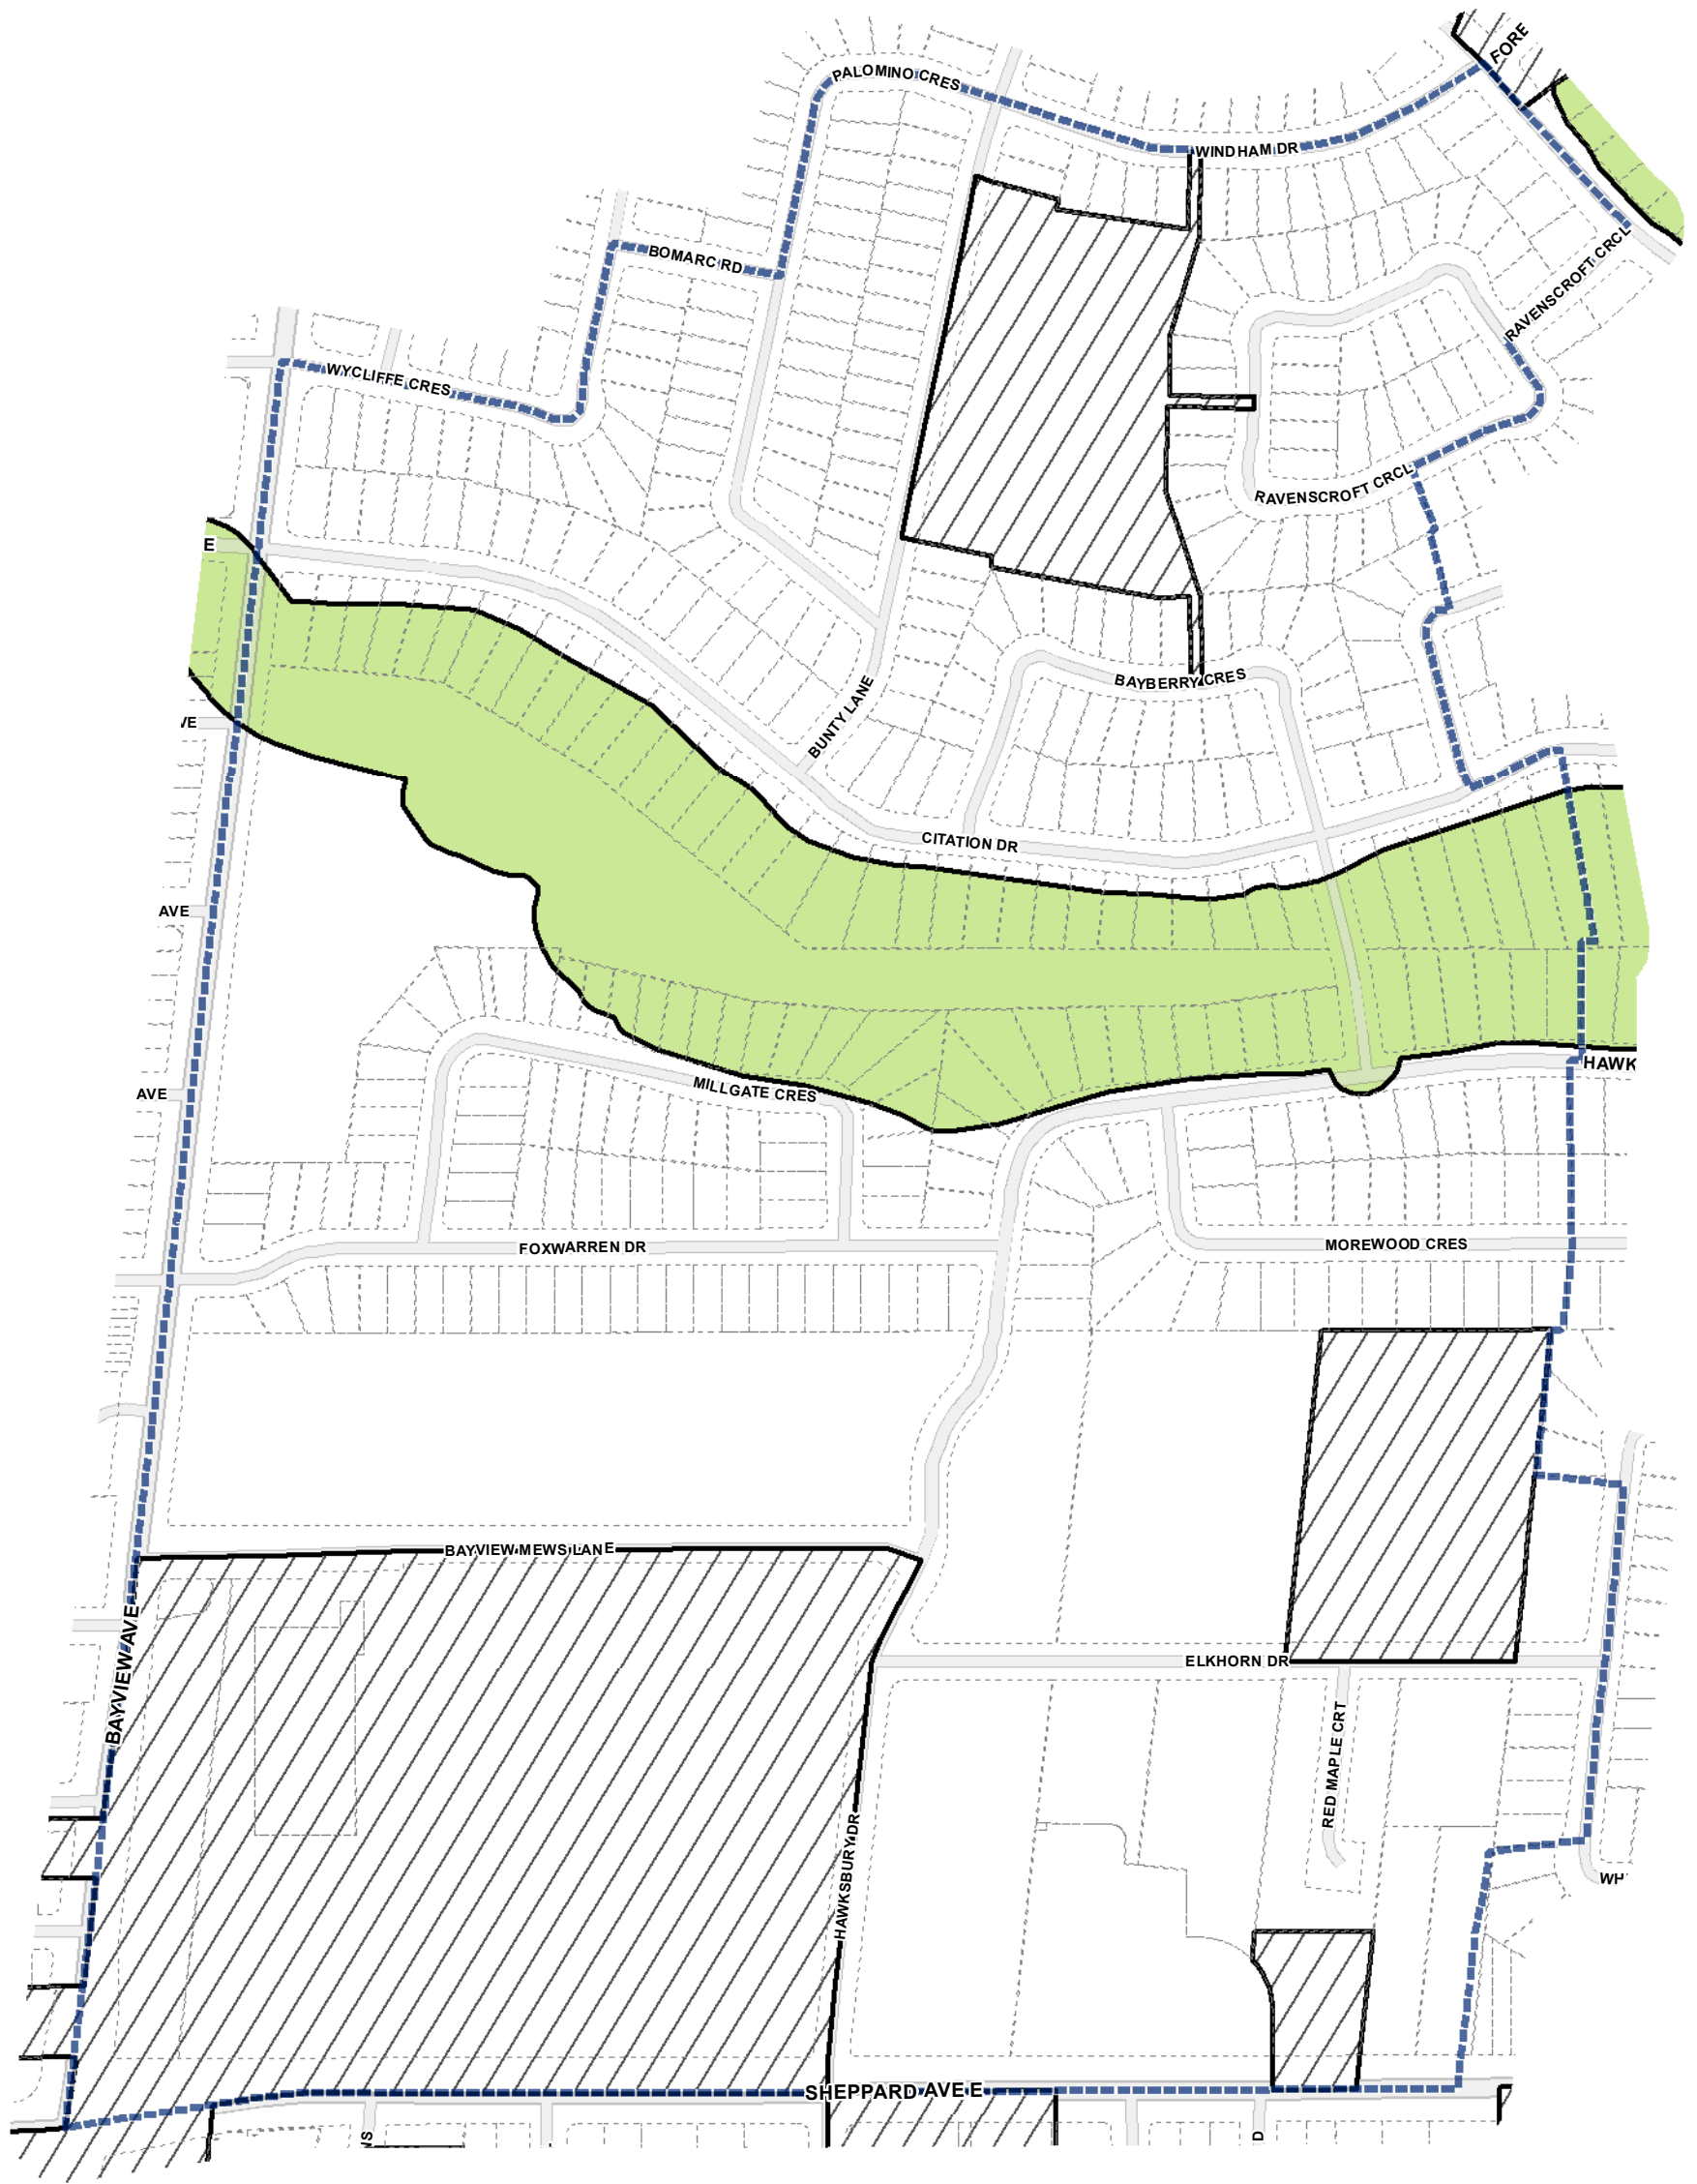 FORE
PALOMINO CRES
WINDHAM DR
RAVENSCROFT CRCL
BOMARC RD
WYCLIFFE CRES
RAVENSCROFT CRCL
E
BAYBERRY CRES
BUNTY LANE
VE
CITATION DR
AVE
HAWK
MILLGATE CRES
AVE
FOXWARREN DR
MOREWOOD CRES
BAYVIEW MEWS LANE
BAYVIEW AVE
ELKHORN DR
RED MAPLE CRT
HAWKSBURY DR
WH
SHEPPARD AVE E
S
D